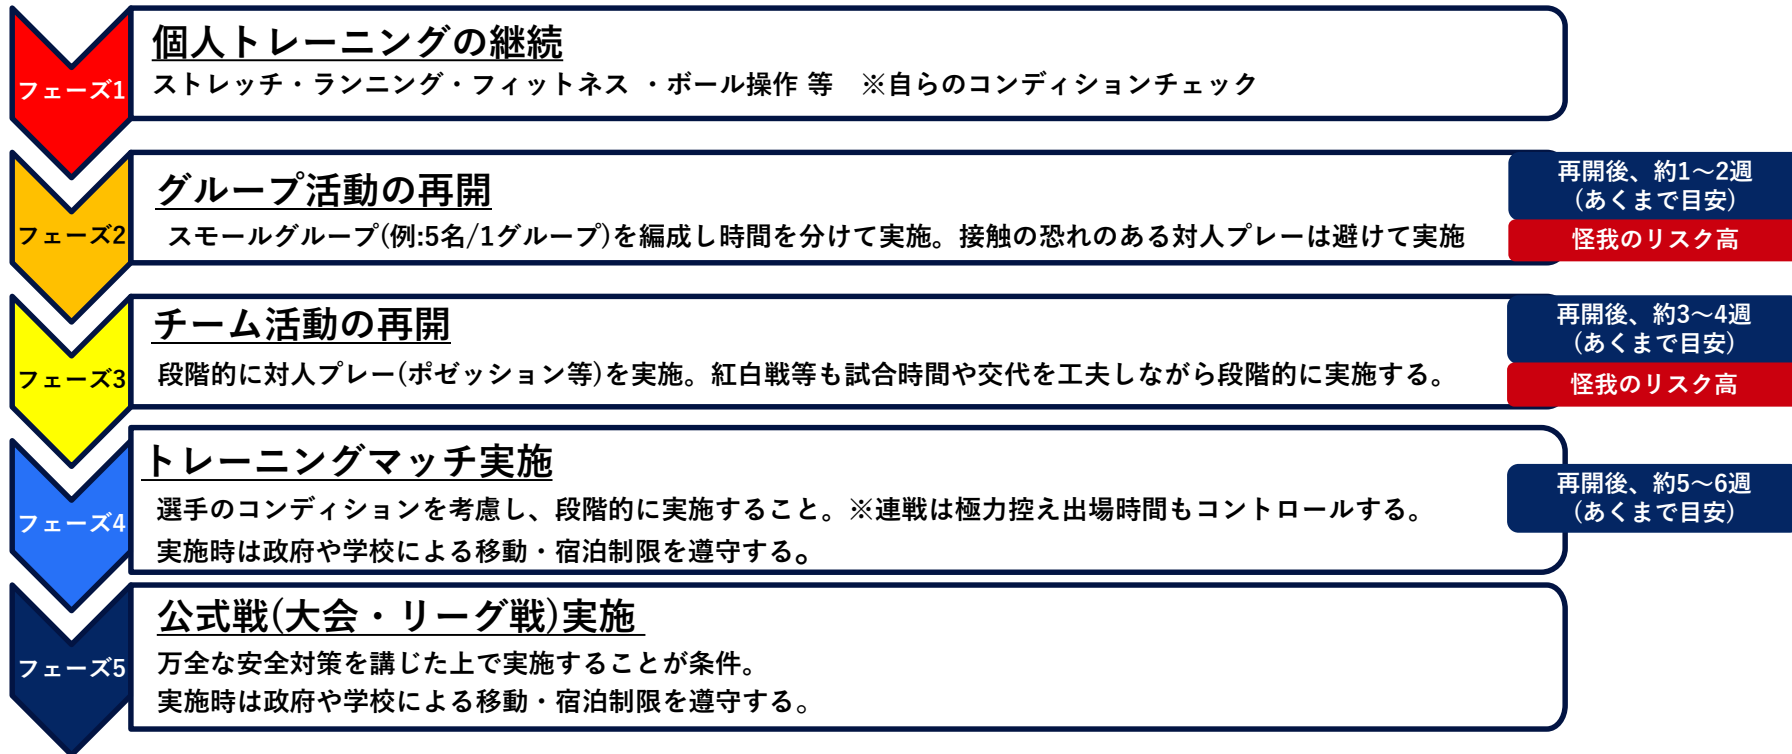 フェーズ1
個人トレーニングの継続
ストレッチ・ランニング・フィットネス ・ボール操作 等　※自らのコンディションチェック
フェーズ2
グループ活動の再開
スモールグループ(例:5名/1グループ)を編成し時間を分けて実施。接触の恐れのある対人プレーは避けて実施
再開後、約1～2週
(あくまで目安)
怪我のリスク高
フェーズ3
チーム活動の再開
段階的に対人プレー(ポゼッション等)を実施。紅白戦等も試合時間や交代を工夫しながら段階的に実施する。
再開後、約3～4週
(あくまで目安)
怪我のリスク高
フェーズ4
トレーニングマッチ実施
選手のコンディションを考慮し、段階的に実施すること。※連戦は極力控え出場時間もコントロールする。
実施時は政府や学校による移動・宿泊制限を遵守する。
再開後、約5～6週
(あくまで目安)
フェーズ5
公式戦(大会・リーグ戦)実施
万全な安全対策を講じた上で実施することが条件。
実施時は政府や学校による移動・宿泊制限を遵守する。